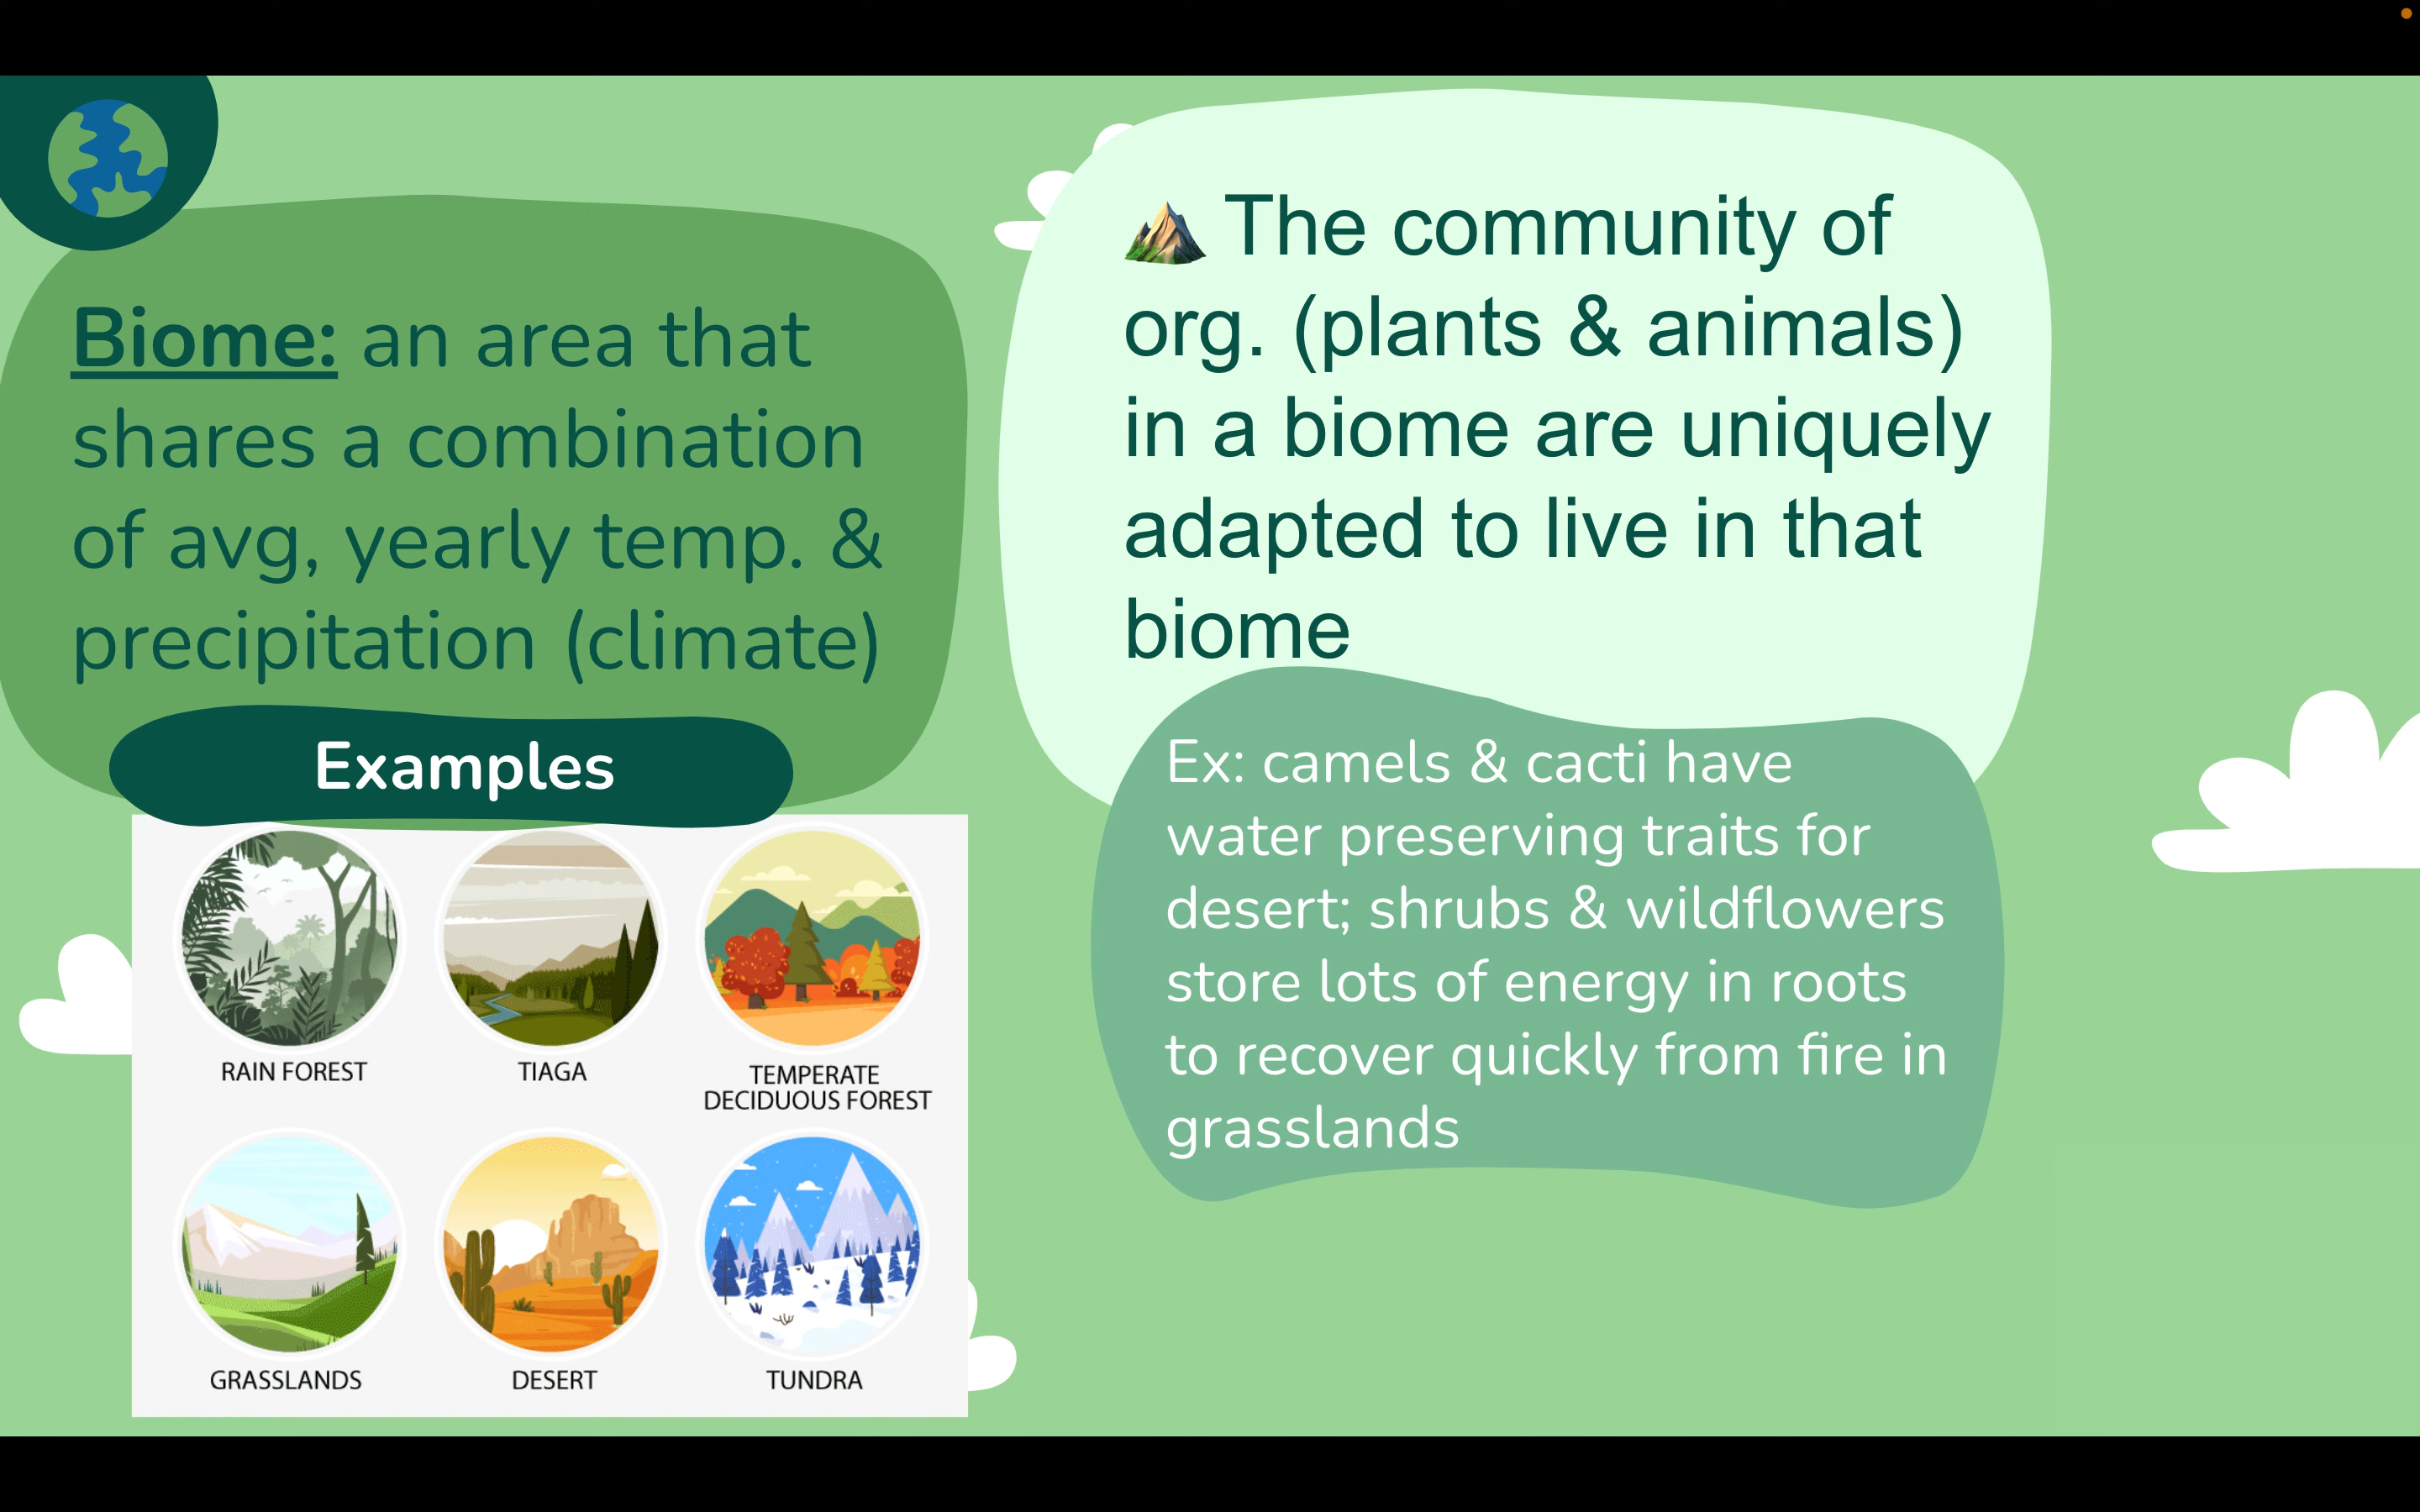 Biome: an area that
shares a combination
of avg, yearly temp. &
precipitation (climate)
Examples
RAIN FOREST
TIAGA
TEMPERATE
DECIDUOUS FOREST
GRASSLANDS
DESERT
TUNDRA
The community of
org. (plants & animals)
in a biome are uniquely
adapted to live in that
biome
Ex: camels & cacti have
water preserving traits for
desert; shrubs & wildflowers
store lots of energy in roots
to recover quickly from fire in
grasslands